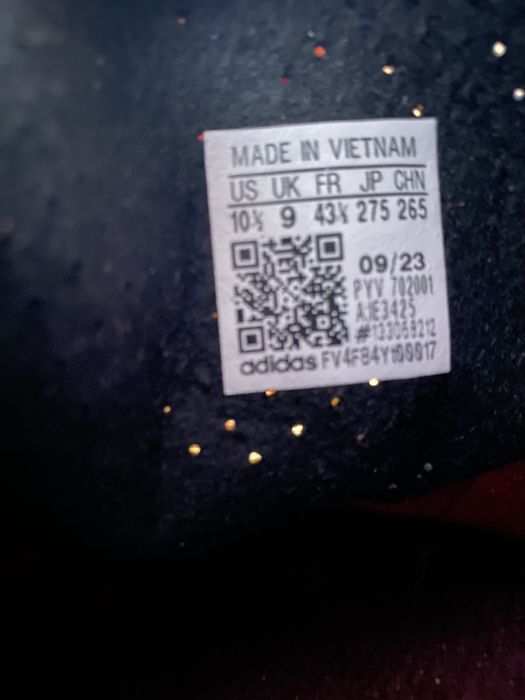 MADE IN VIETNAM
US UK FR JP CHN
10½ 9 43⅓ 275 265
09/23
PYV 702001
#133068212
adidas